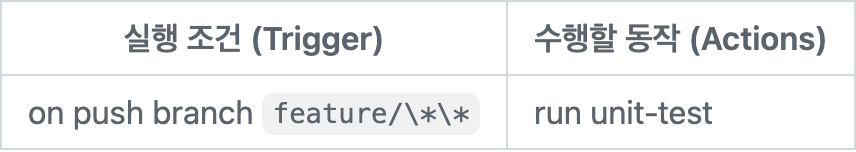 실행 조건 (Trigger) 수행할 동작 (Actions)
on push branch feature/\*\* run unit-test